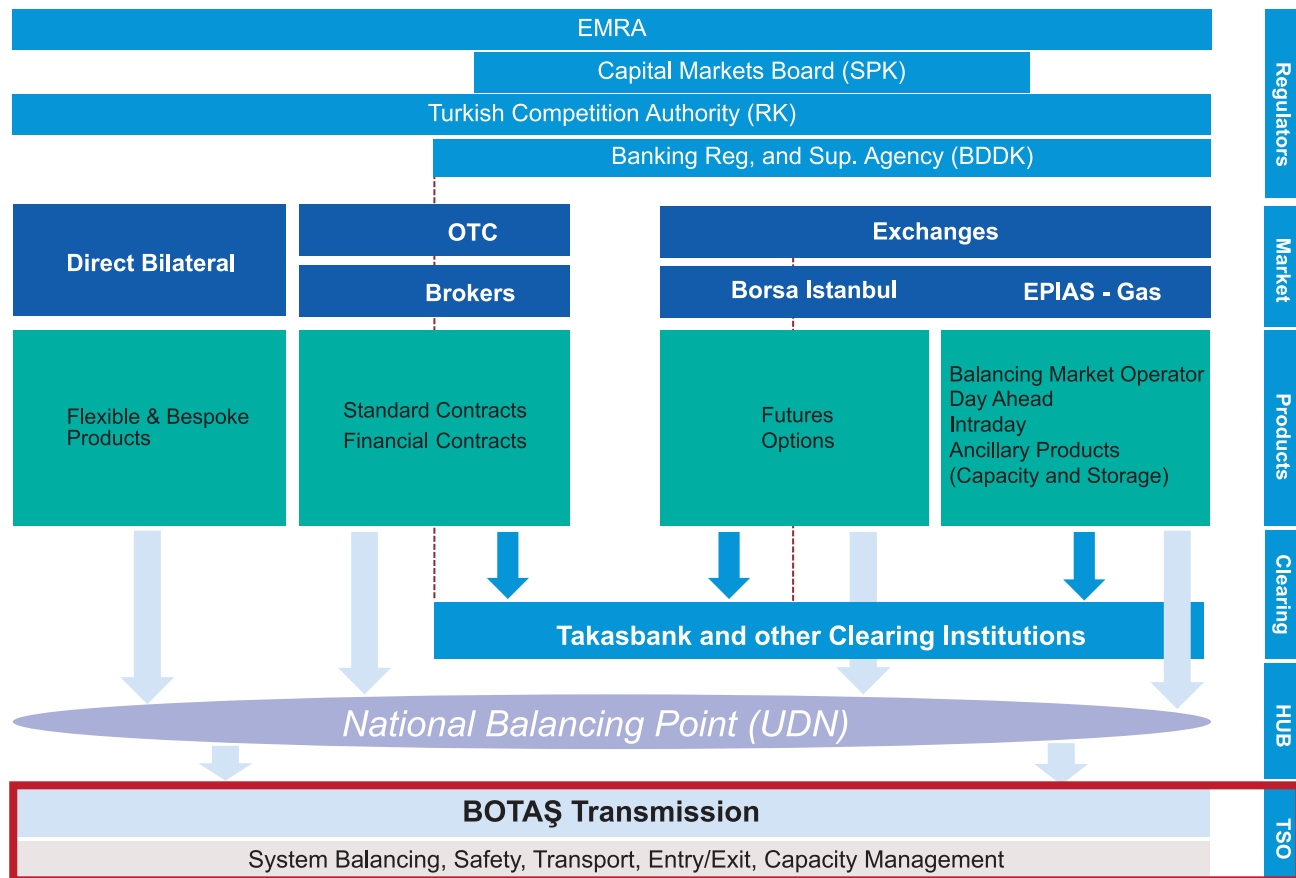 EMRA
Capital Markets Board (SPK)
Turkish Competition Authority (RK)
Banking Reg, and Sup. Agency (BDDK)
Regulators
Direct Bilateral
OTC
Brokers
Exchanges
Borsa Istanbul
EPIAS - Gas
Market
Flexible & Bespoke
Products
Standard Contracts
Financial Contracts
Futures
Options
Balancing Market Operator
Day Ahead
Intraday
Ancillary Products
(Capacity and Storage)
Products
Takasbank and other Clearing Institutions
Clearing
National Balancing Point (UDN)
HUB
BOTAŞ Transmission
System Balancing, Safety, Transport, Entry/Exit, Capacity Management
TSO